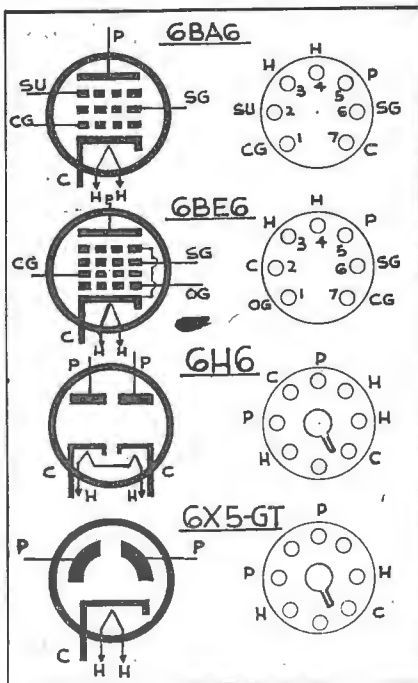 6BA6
P
SU
SG
CG
C
H H
H
H P
3 4 5
SU 2 6 SG
CG 1 7 C
6BE6
P
SG
CG
OG
C
H H
H
H P
3 4 5
C 2 6 SG
OG 1 7 CG
6H6
P P
C C
H H
P
C H
P H
H C
6X5-GT
P P
C
H H
P
P H
H C